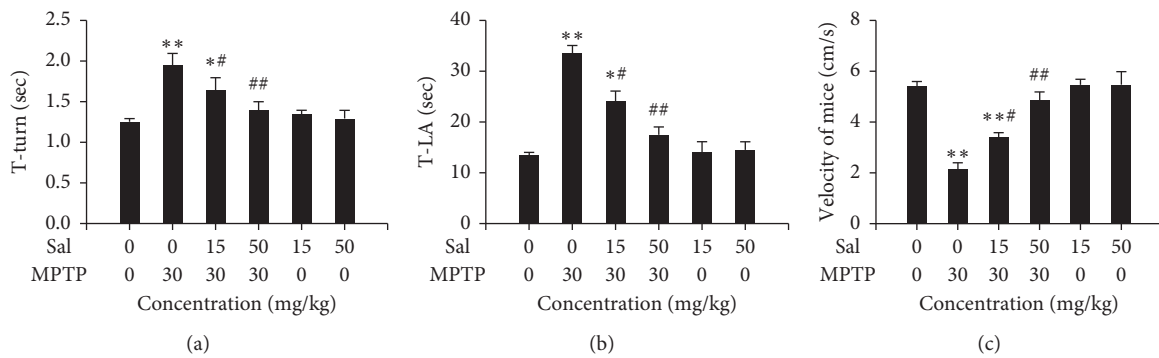 2.5
2.0
1.5
1.0
0.5
0.0
T-turn (sec)
**
*#
##
Sal 0 0 15 50 15 50
MPTP 0 30 30 30 0 0
Concentration (mg/kg)
(a)
40
30
20
10
0
T-LA (sec)
**
*#
##
0 0 15 50 15 50
0 30 30 30 0 0
Concentration (mg/kg)
(b)
8
6
4
2
0
Velocity of mice (cm/s)
**
**#
##
0 0 15 50 15 50
0 30 30 30 0 0
Concentration (mg/kg)
(c)